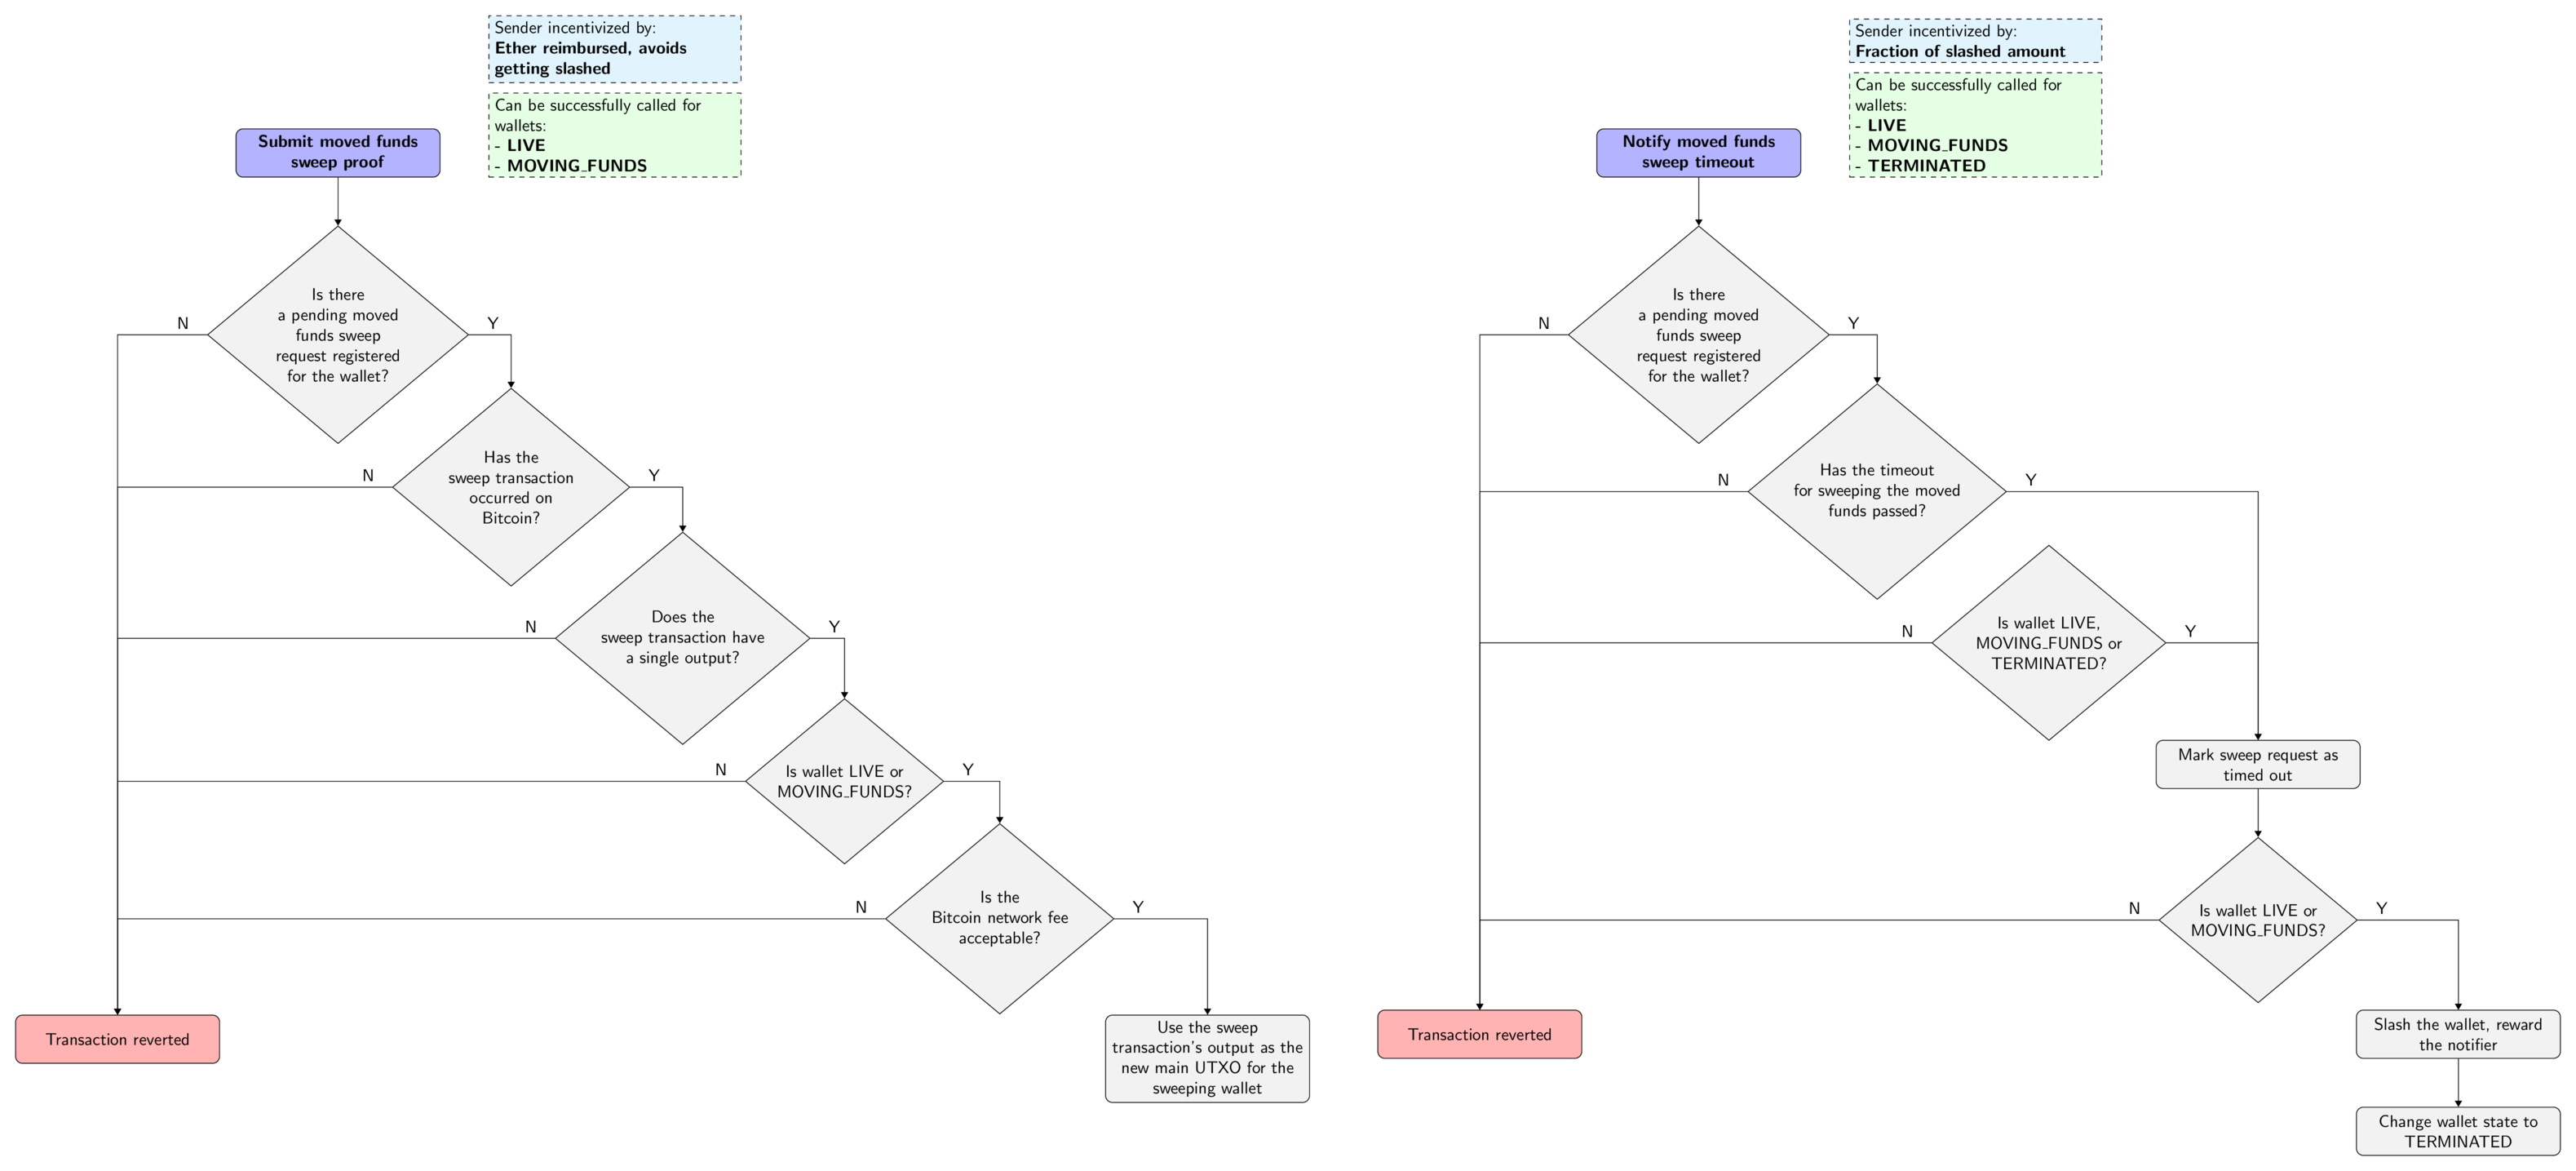 Sender incentivized by:
Ether reimbursed, avoids
getting slashed
Can be successfully called for
wallets:
- LIVE
- MOVING_FUNDS
Submit moved funds
sweep proof
Is there
a pending moved
funds sweep
request registered
for the wallet?
N
Y
Has the
sweep transaction
occurred on
Bitcoin?
N
Y
Does the
sweep transaction have
a single output?
N
Y
Is wallet LIVE or
MOVING_FUNDS?
N
Y
Is the
Bitcoin network fee
acceptable?
N
Y
Transaction reverted
Use the sweep
transaction's output as the
new main UTXO for the
sweeping wallet
Sender incentivized by:
Fraction of slashed amount
Can be successfully called for
wallets:
- LIVE
- MOVING_FUNDS
- TERMINATED
Notify moved funds
sweep timeout
Is there
a pending moved
funds sweep
request registered
for the wallet?
N
Y
Has the timeout
for sweeping the moved
funds passed?
N
Y
Is wallet LIVE,
MOVING_FUNDS or
TERMINATED?
N
Y
Mark sweep request as
timed out
Is wallet LIVE or
MOVING_FUNDS?
N
Y
Transaction reverted
Slash the wallet, reward
the notifier
Change wallet state to
TERMINATED